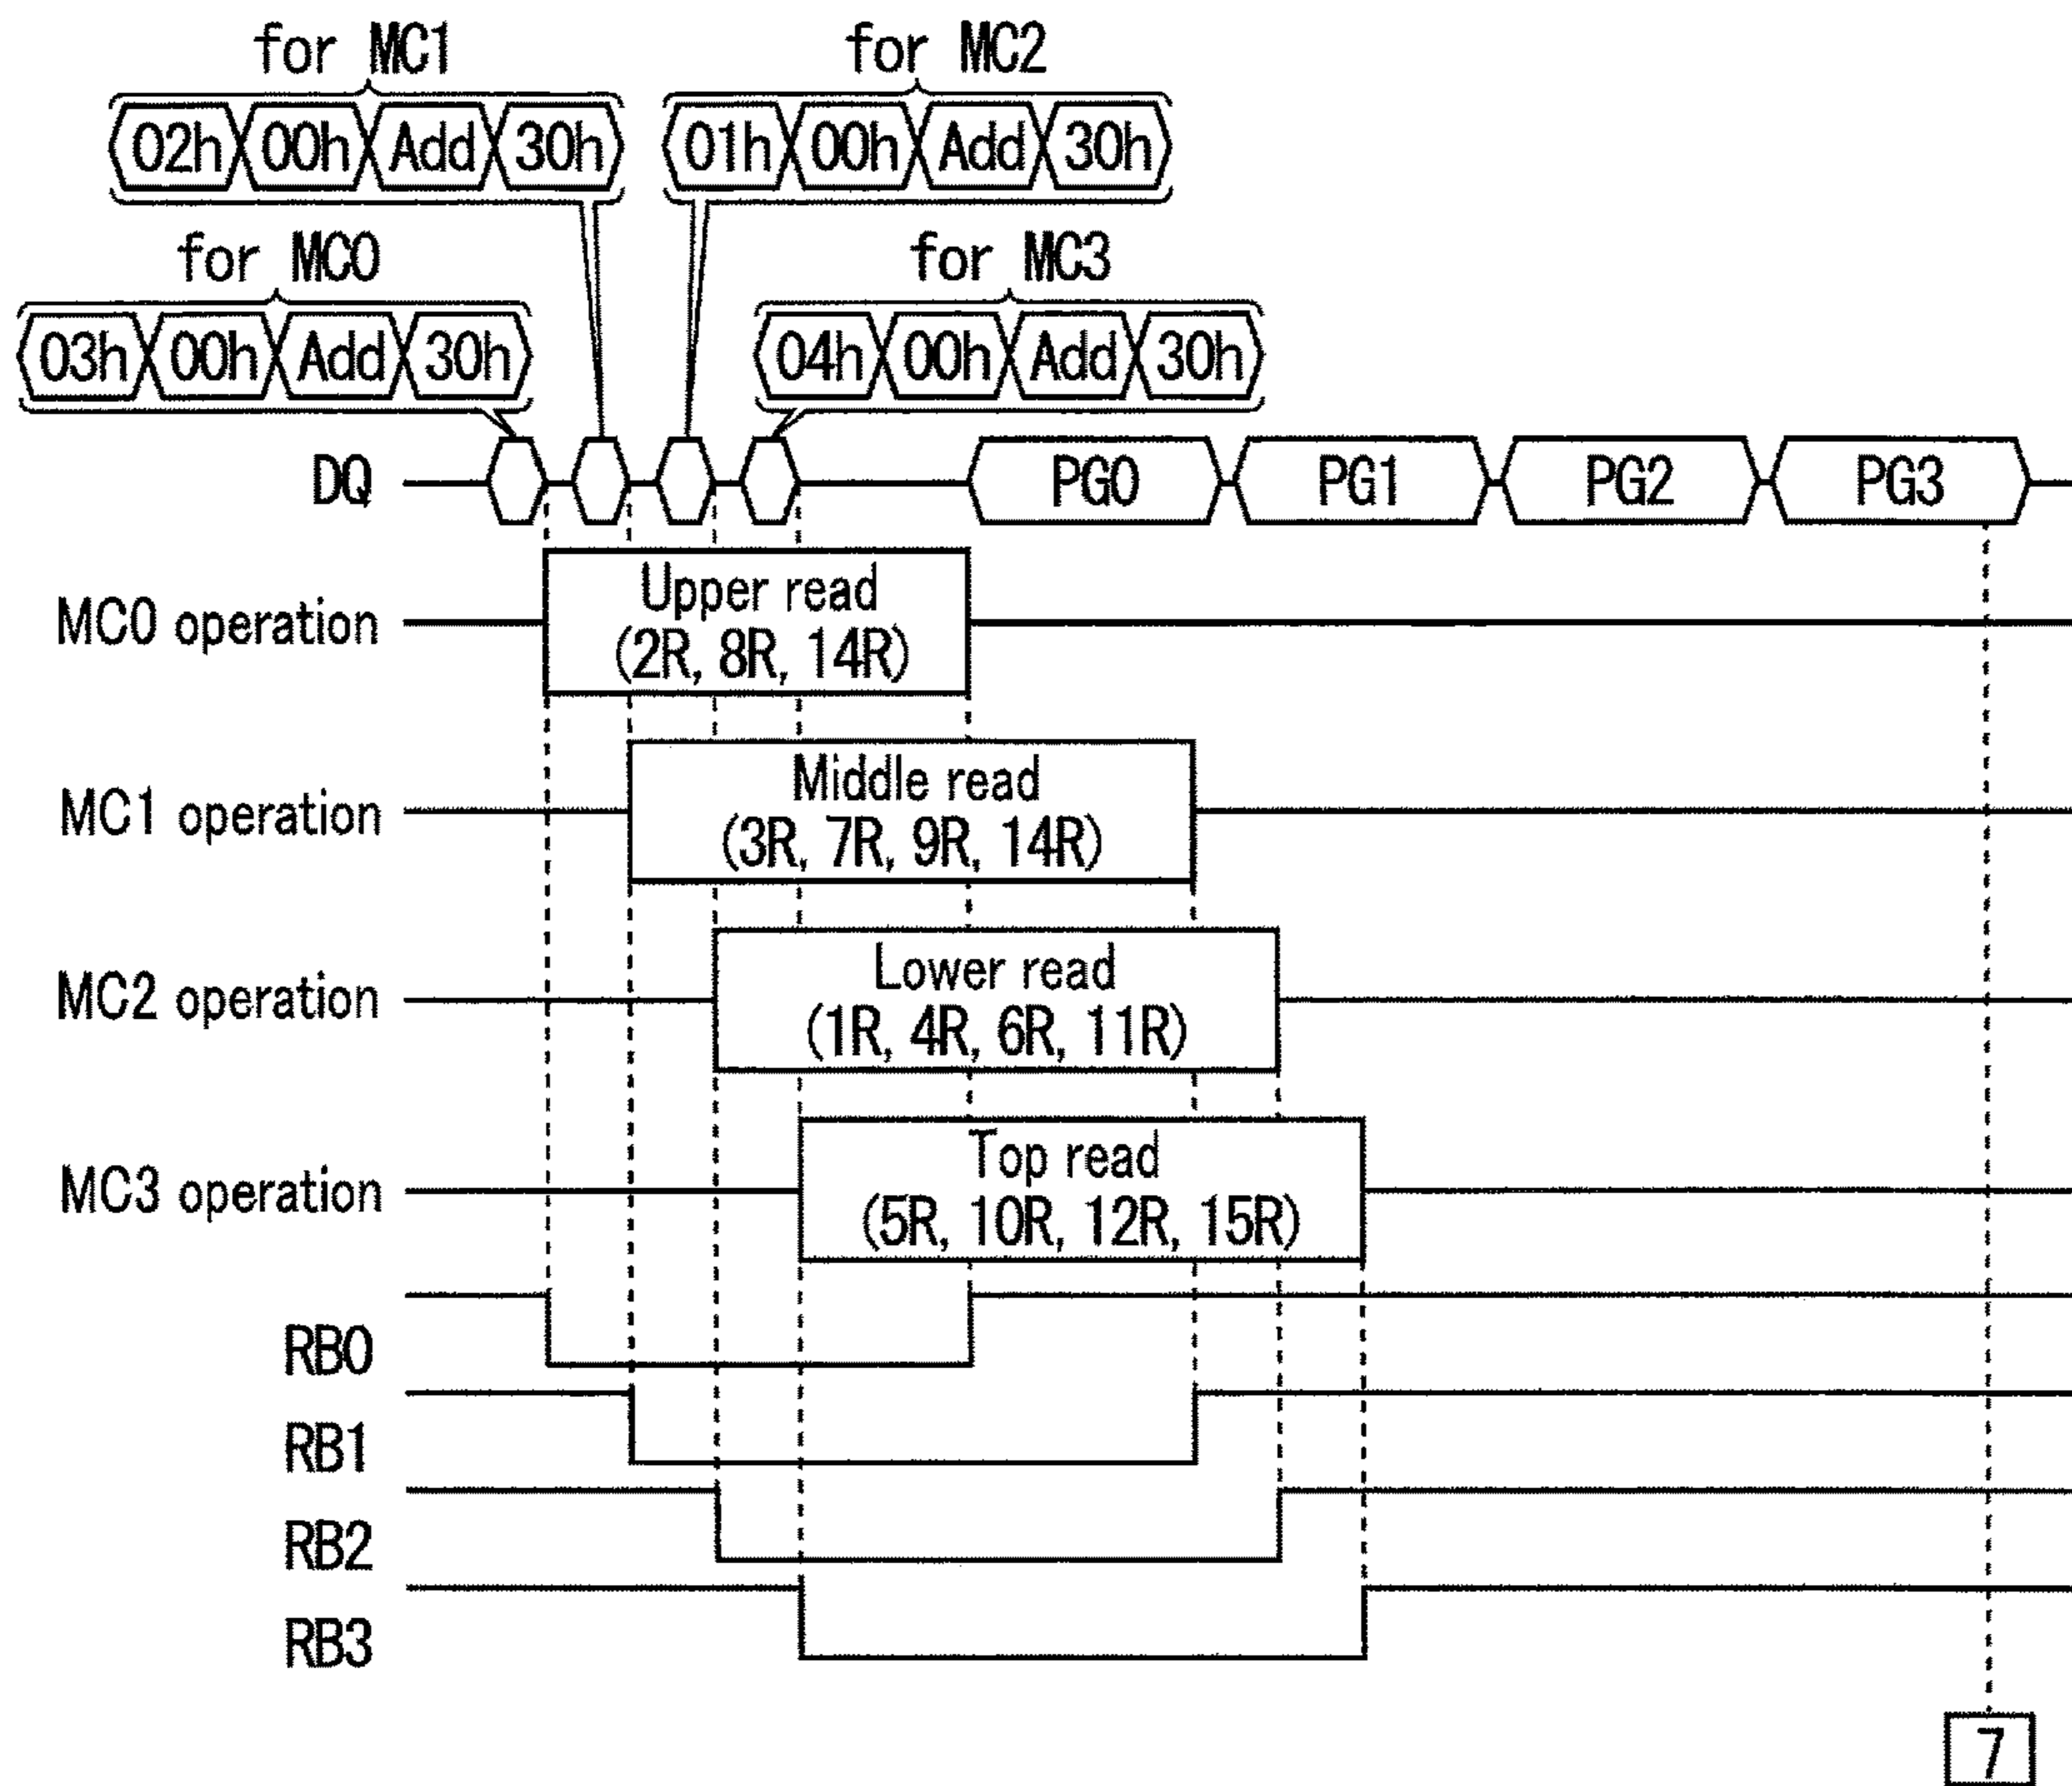 for MC1
for MC2
02h 00h Add 30h
01h 00h Add 30h
for MC0
for MC3
03h 00h Add 30h
04h 00h Add 30h
DQ
PG0 PG1 PG2 PG3
MC0 operation
Upper read
(2R, 8R, 14R)
MC1 operation
Middle read
(3R, 7R, 9R, 14R)
MC2 operation
Lower read
(1R, 4R, 6R, 11R)
MC3 operation
Top read
(5R, 10R, 12R, 15R)
RB0
RB1
RB2
RB3
7